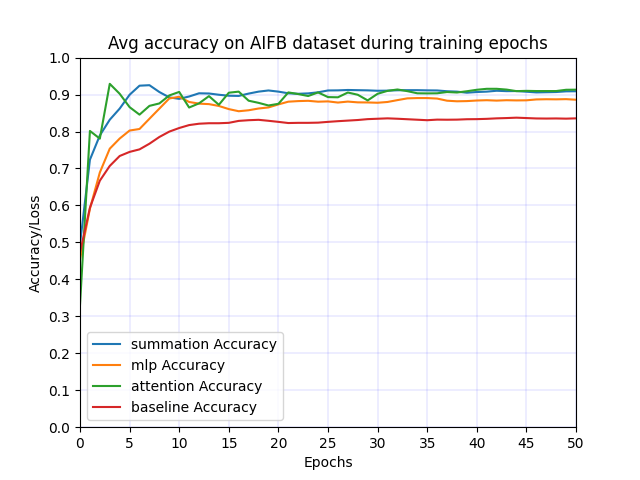 Avg accuracy on AIFB dataset during training epochs
1.0
0.9
0.8
0.7
0.6
0.5
0.4
0.3
0.2
0.1
0.0
Accuracy/Loss
summation Accuracy
mlp Accuracy
attention Accuracy
baseline Accuracy
0 5 10 15 20 25 30 35 40 45 50
Epochs